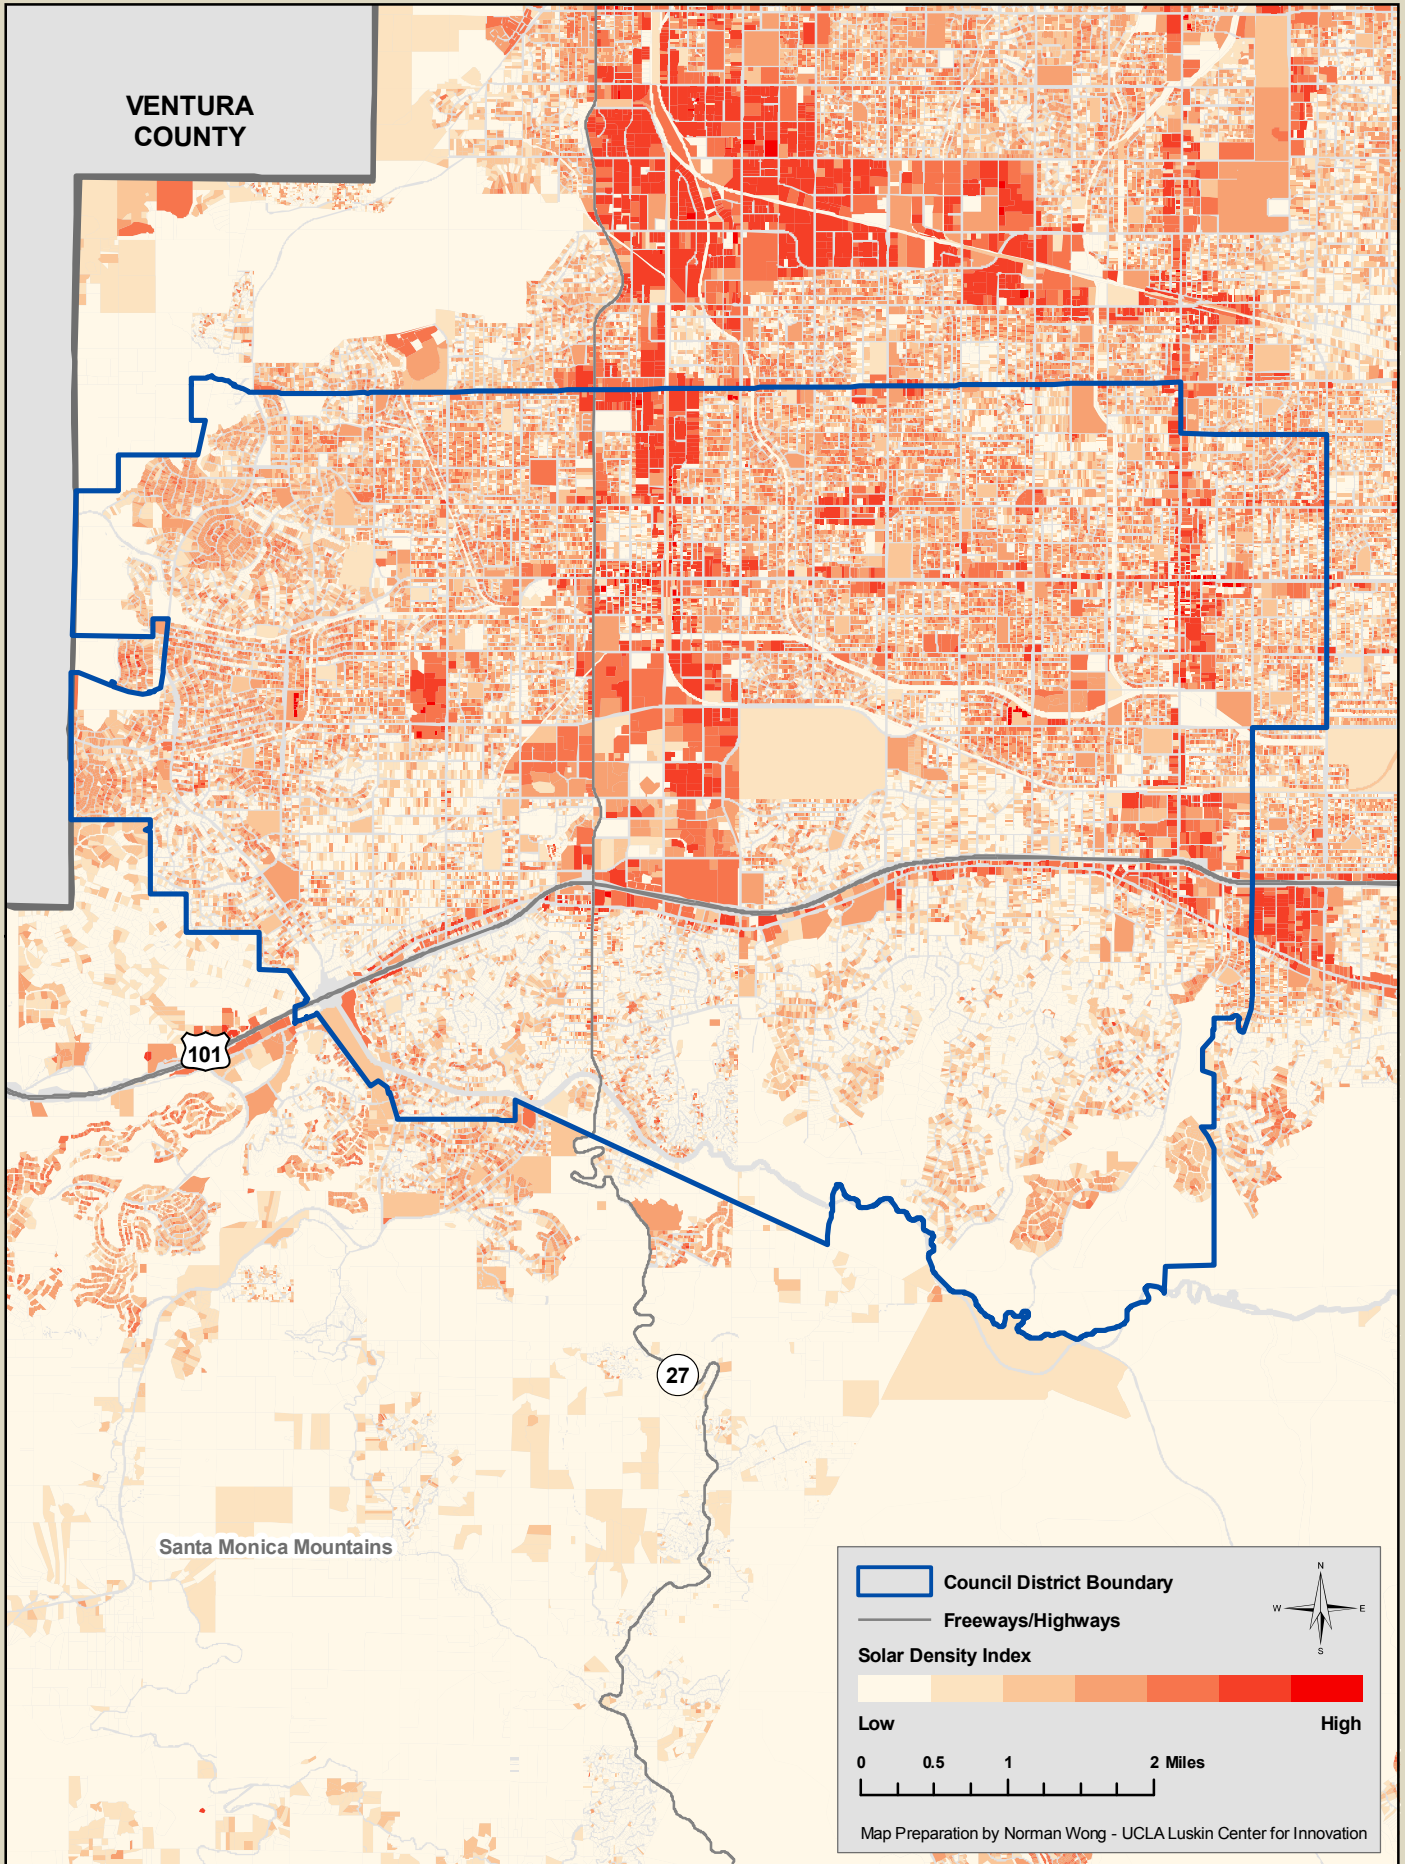 VENTURA
COUNTY
101
27
Santa Monica Mountains
Council District Boundary
Freeways/Highways
Solar Density Index
Low High
0 0.5 1 2 Miles
N
W E
S
Map Preparation by Norman Wong - UCLA Luskin Center for Innovation